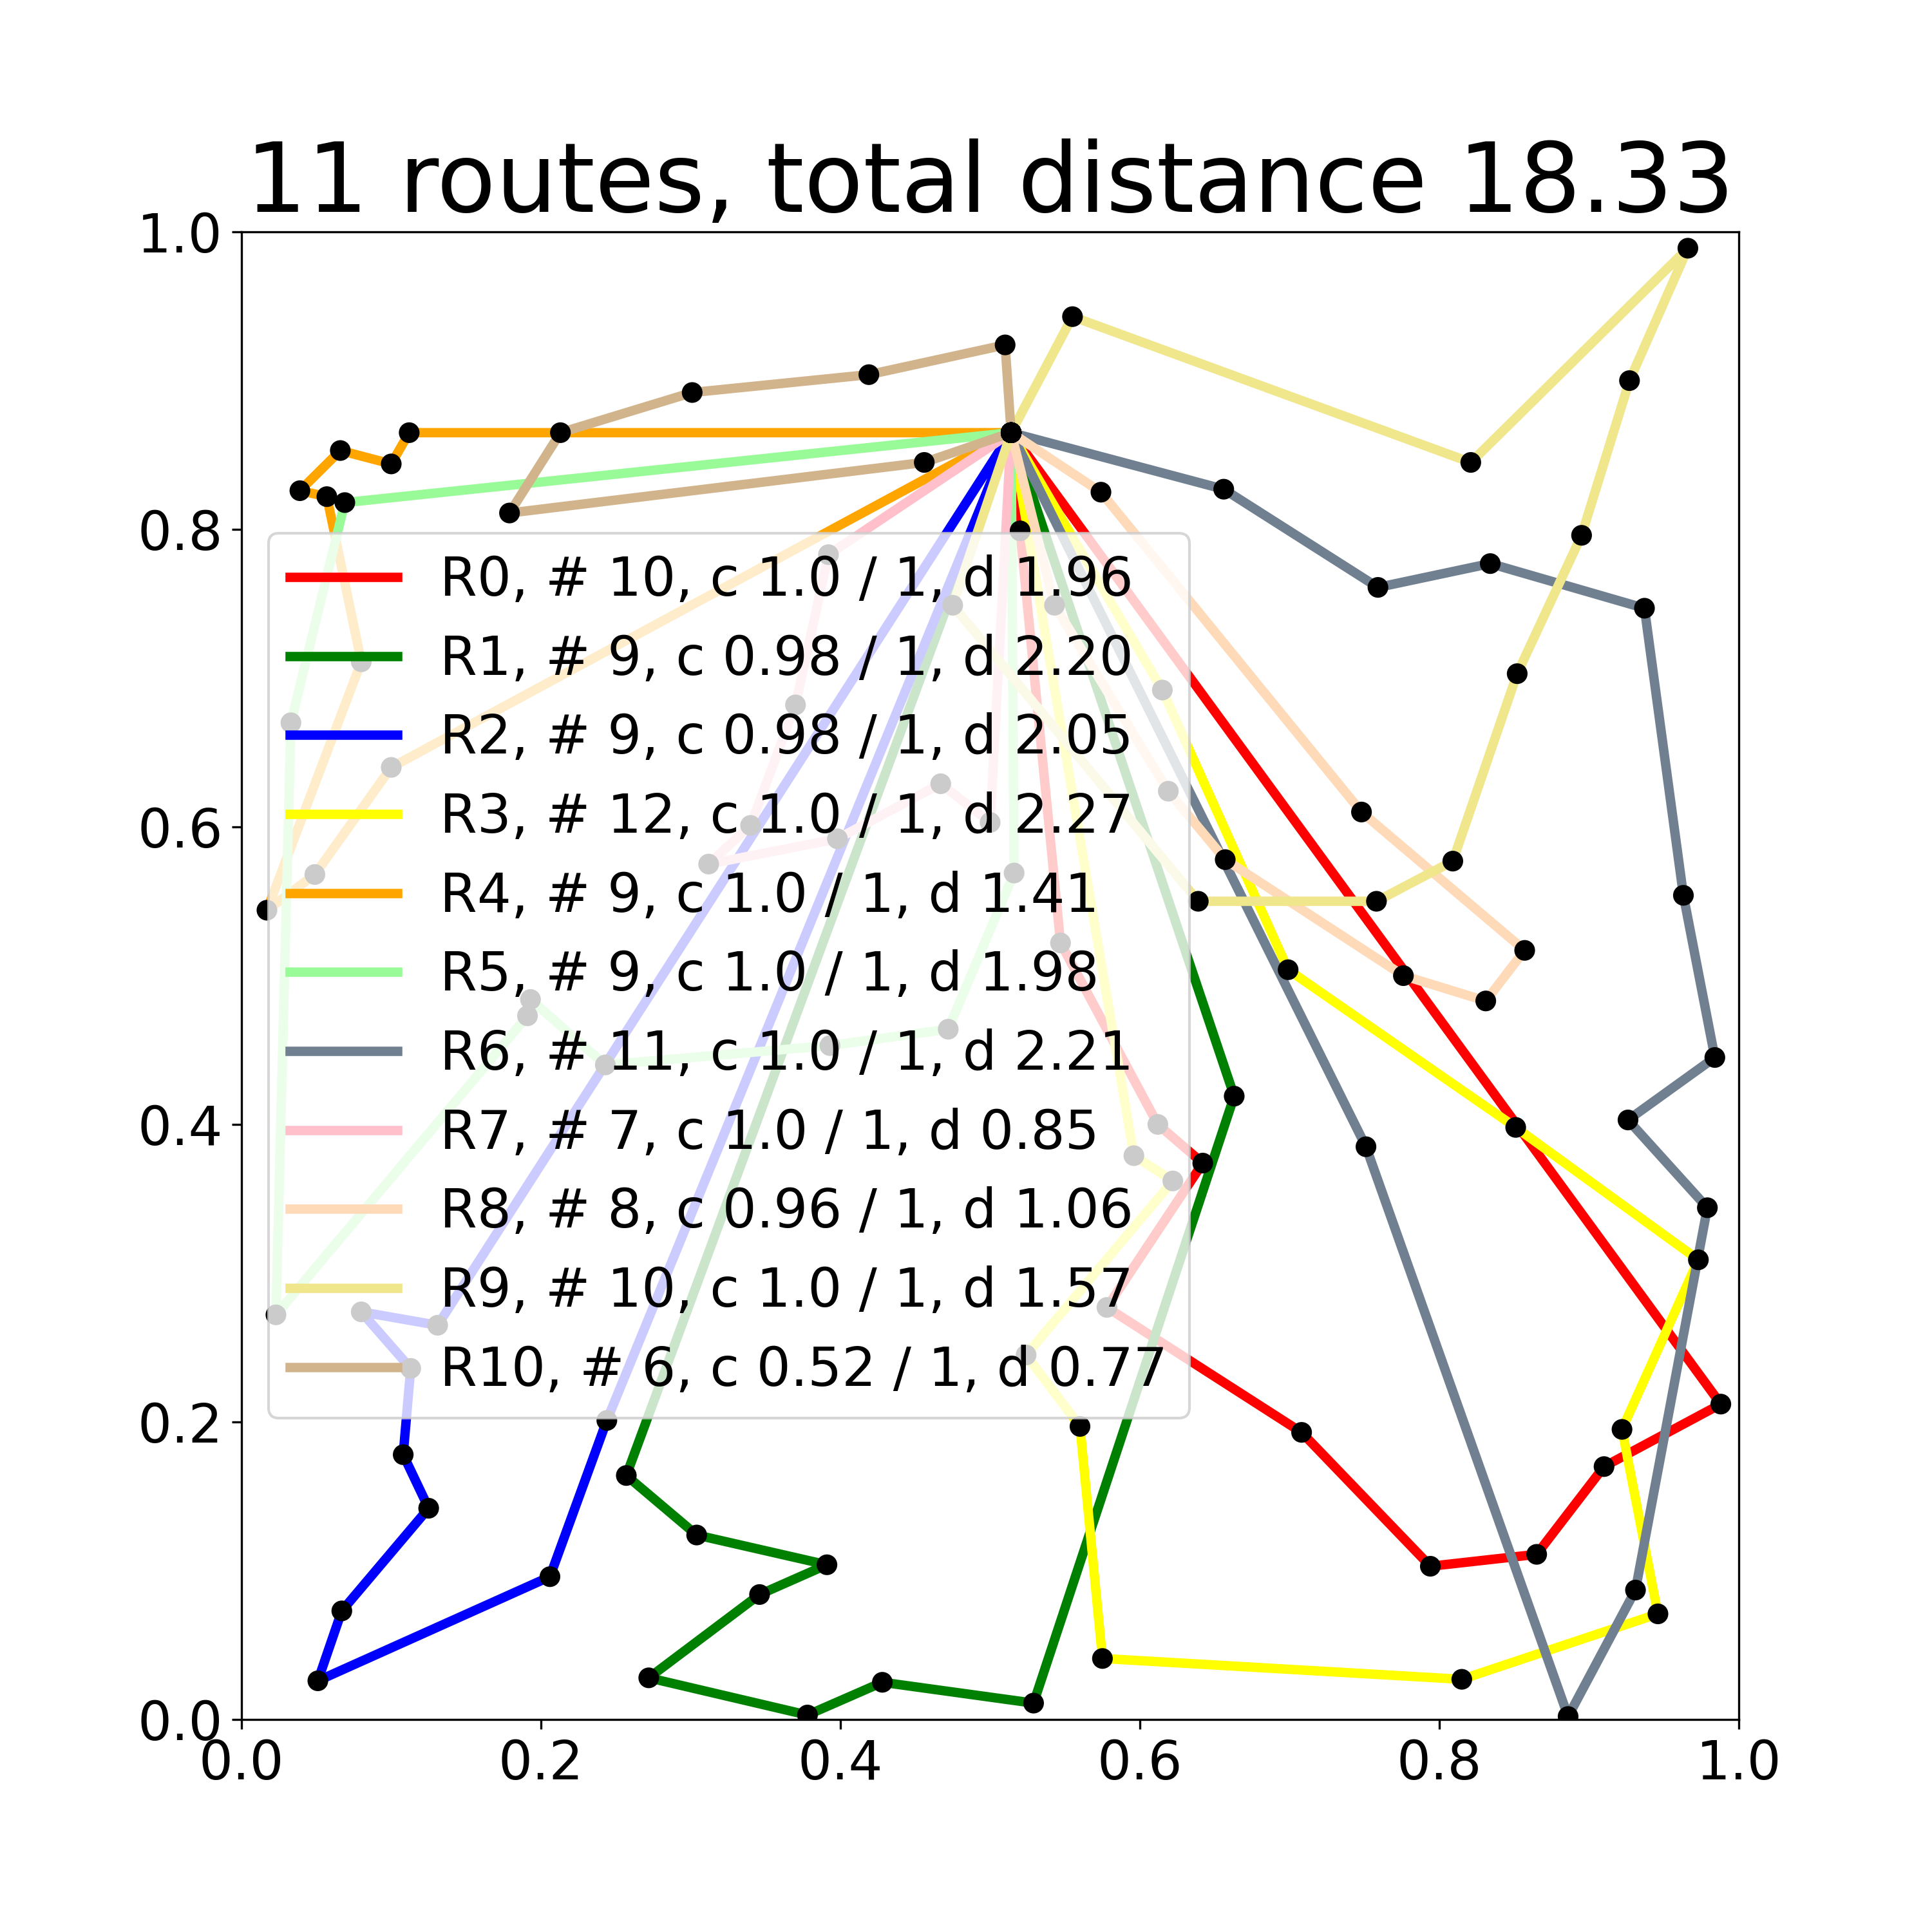 11 routes, total distance 18.33
1.0
0.8
0.6
0.4
0.2
0.0
R0, # 10, c 1.0 / 1, d 1.96
R1, # 9, c 0.98 / 1, d 2.20
R2, # 9, c 0.98 / 1, d 2.05
R3, # 12, c 1.0 / 1, d 2.27
R4, # 9, c 1.0 / 1, d 1.41
R5, # 9, c 1.0 / 1, d 1.98
R6, # 11, c 1.0 / 1, d 2.21
R7, # 7, c 1.0 / 1, d 0.85
R8, # 8, c 0.96 / 1, d 1.06
R9, # 10, c 1.0 / 1, d 1.57
R10, # 6, c 0.52 / 1, d 0.77
0.0 0.2 0.4 0.6 0.8 1.0